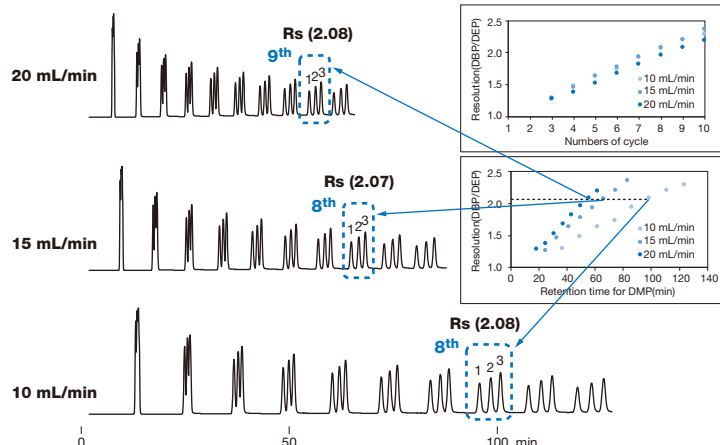 20 mL/min
Rs (2.08)
9th
1 2 3
15 mL/min
Rs (2.07)
8th
1 2 3
10 mL/min
Rs (2.08)
8th
1 2 3
0 50 100 min
Resolution(DBP/DEP)
2.5
2.0
1.5
1.0
1 2 3 4 5 6 7 8 9 10
Numbers of cycle
10 mL/min
15 mL/min
20 mL/min
Resolution(DBP/DEP)
2.5
2.0
1.5
1.0
0 20 40 60 80 100 120 140
Retention time for DMP(min)
10 mL/min
15 mL/min
20 mL/min